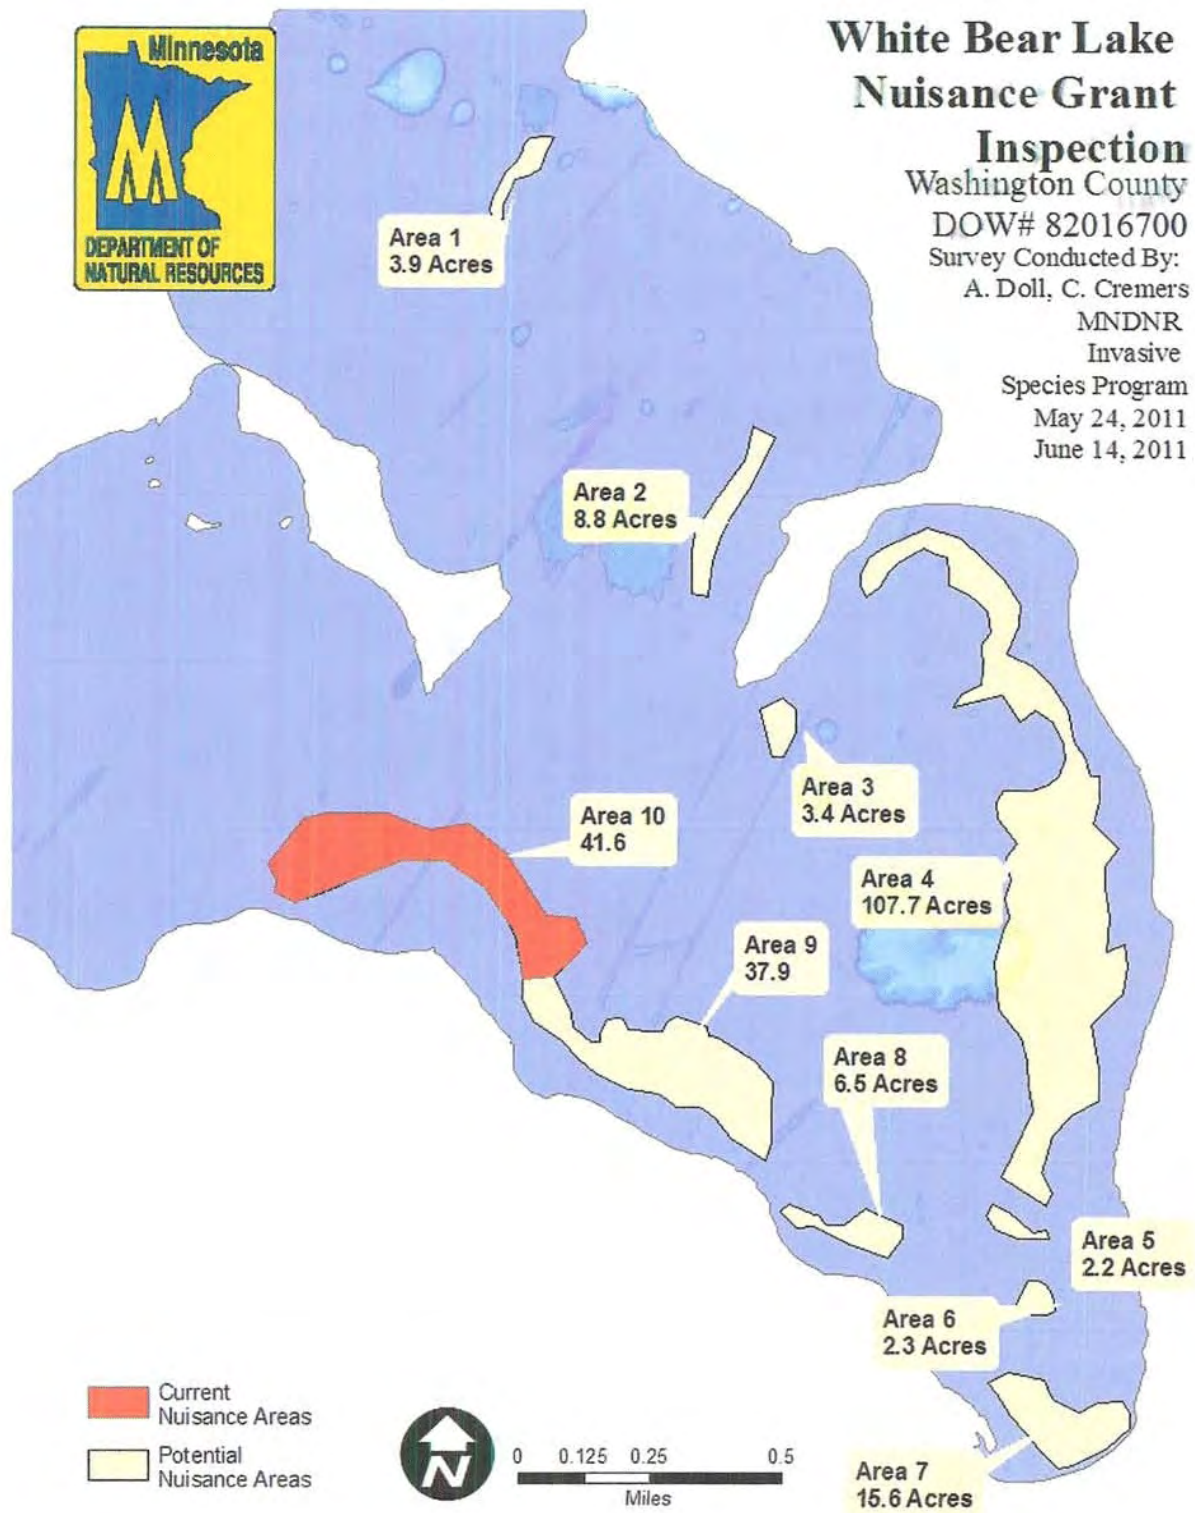 Minnesota
DEPARTMENT OF
NATURAL RESOURCES
White Bear Lake
Nuisance Grant
Inspection
Washington County
DOW# 82016700
Survey Conducted By:
A. Doll, C. Cremers
MNDNR
Invasive
Species Program
May 24, 2011
June 14, 2011
Area 1
3.9 Acres
Area 2
8.8 Acres
Area 3
3.4 Acres
Area 10
41.6
Area 4
107.7 Acres
Area 9
37.9
Area 8
6.5 Acres
Area 5
2.2 Acres
Area 6
2.3 Acres
Area 7
15.6 Acres
Current
Nuisance Areas
Potential
Nuisance Areas
N
0 0.125 0.25 0.5
Miles